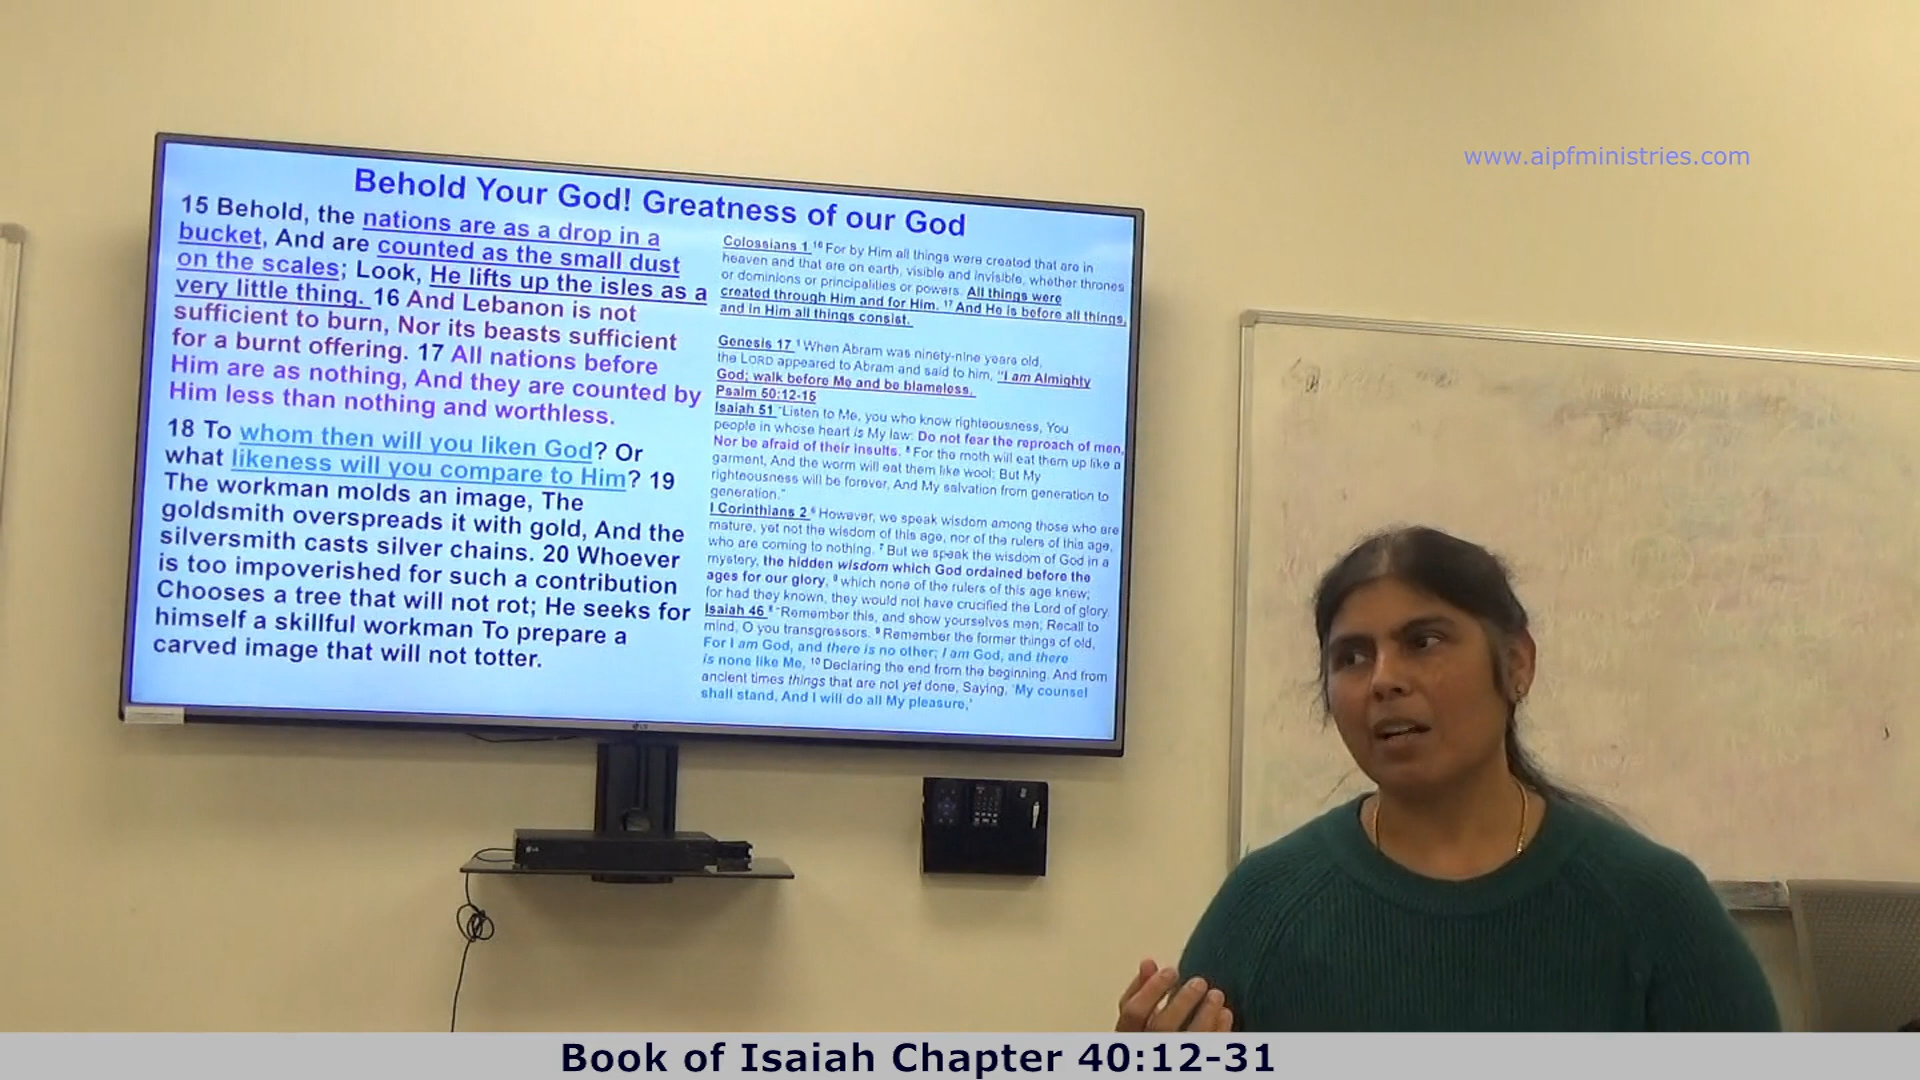 www.aipfministries.com
Behold Your God! Greatness of our God
15 Behold, the nations are as a drop in a
bucket, And are counted as the small dust
on the scales; Look, He lifts up the isles as a
very little thing. 16 And Lebanon is not
sufficient to burn, Nor its beasts sufficient
for a burnt offering. 17 All nations before
Him are as nothing, And they are counted by
Him less than nothing and worthless.
18 To whom then will you liken God? Or
what likeness will you compare to Him? 19
The workman molds an image, The
goldsmith overspreads it with gold, And the
silversmith casts silver chains. 20 Whoever
is too impoverished for such a contribution
Chooses a tree that will not rot; He seeks for
himself a skillful workman To prepare a
carved image that will not totter.
Colossians 1 16 For by Him all things were created that are in
heaven and that are on earth, visible and invisible, whether thrones
or dominions or principalities or powers. All things were
created through Him and for Him. 17 And He is before all things,
and in Him all things consist.
Genesis 17 1 When Abram was ninety-nine years old,
the LORD appeared to Abram and said to him, "I am Almighty
God; walk before Me and be blameless.
Psalm 50:12-15
Isaiah 51 "Listen to Me, you who know righteousness, You
people in whose heart is My law: Do not fear the reproach of men,
Nor be afraid of their insults. 8 For the moth will eat them up like a
garment, And the worm will eat them like wool; But My
righteousness will be forever, And My salvation from generation to
generation."
I Corinthians 2 6 However, we speak wisdom among those who are
mature, yet not the wisdom of this age, nor of the rulers of this age,
who are coming to nothing. 7 But we speak the wisdom of God in a
mystery, the hidden wisdom which God ordained before the
ages for our glory, 8 which none of the rulers of this age knew;
for had they known, they would not have crucified the Lord of glory.
Isaiah 46 8 "Remember this, and show yourselves men; Recall to
mind, O you transgressors. 9 Remember the former things of old,
For I am God, and there is no other; I am God, and there
is none like Me, 10 Declaring the end from the beginning, And from
ancient times things that are not yet done, Saying, 'My counsel
shall stand, And I will do all My pleasure,'
LG
LG
Book of Isaiah Chapter 40:12-31